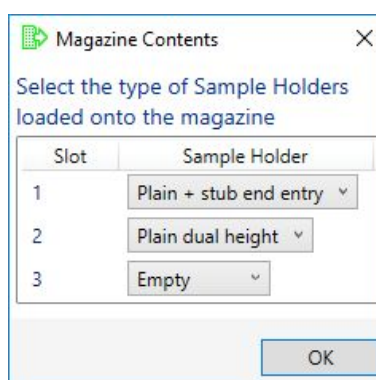 Magazine Contents
Select the type of Sample Holders
loaded onto the magazine
Slot Sample Holder
1 Plain + stub end entry
2 Plain dual height
3 Empty
OK